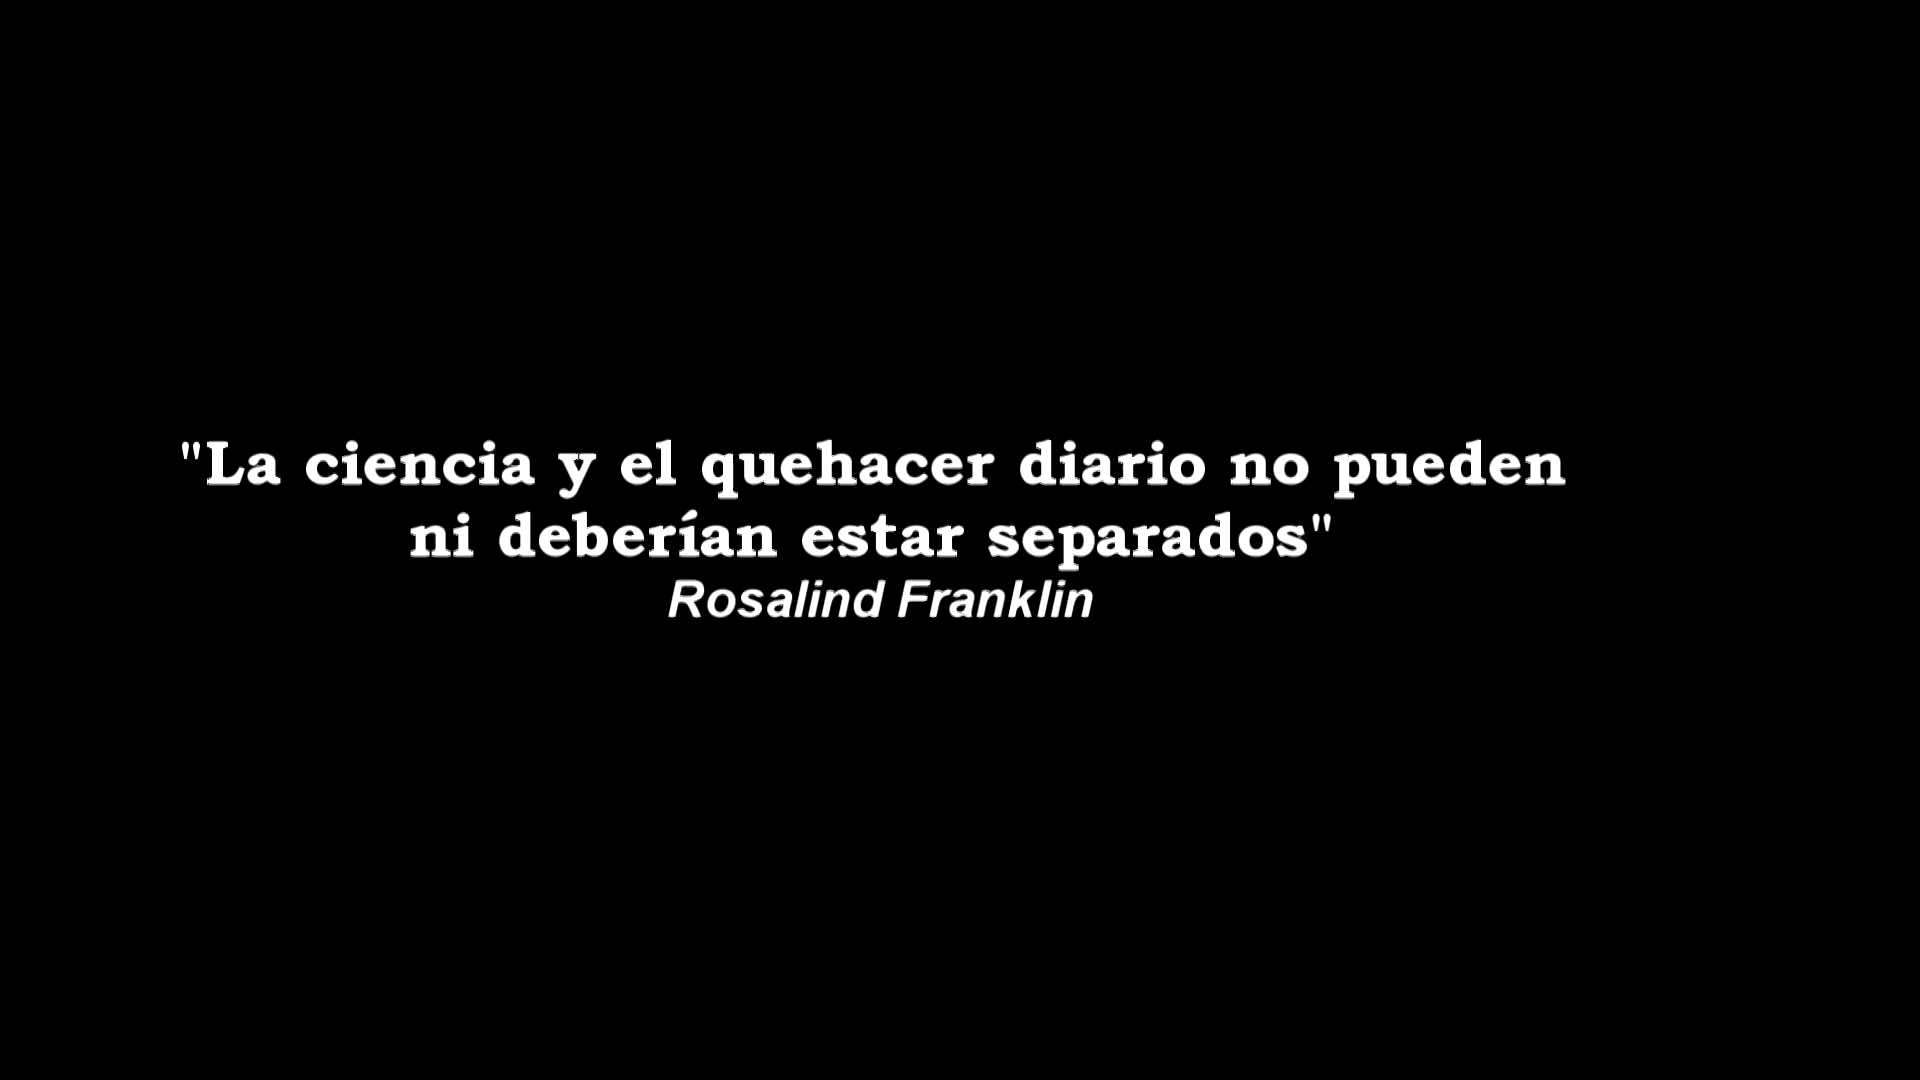 "La ciencia y el quehacer diario no pueden
ni deberían estar separados"
Rosalind Franklin